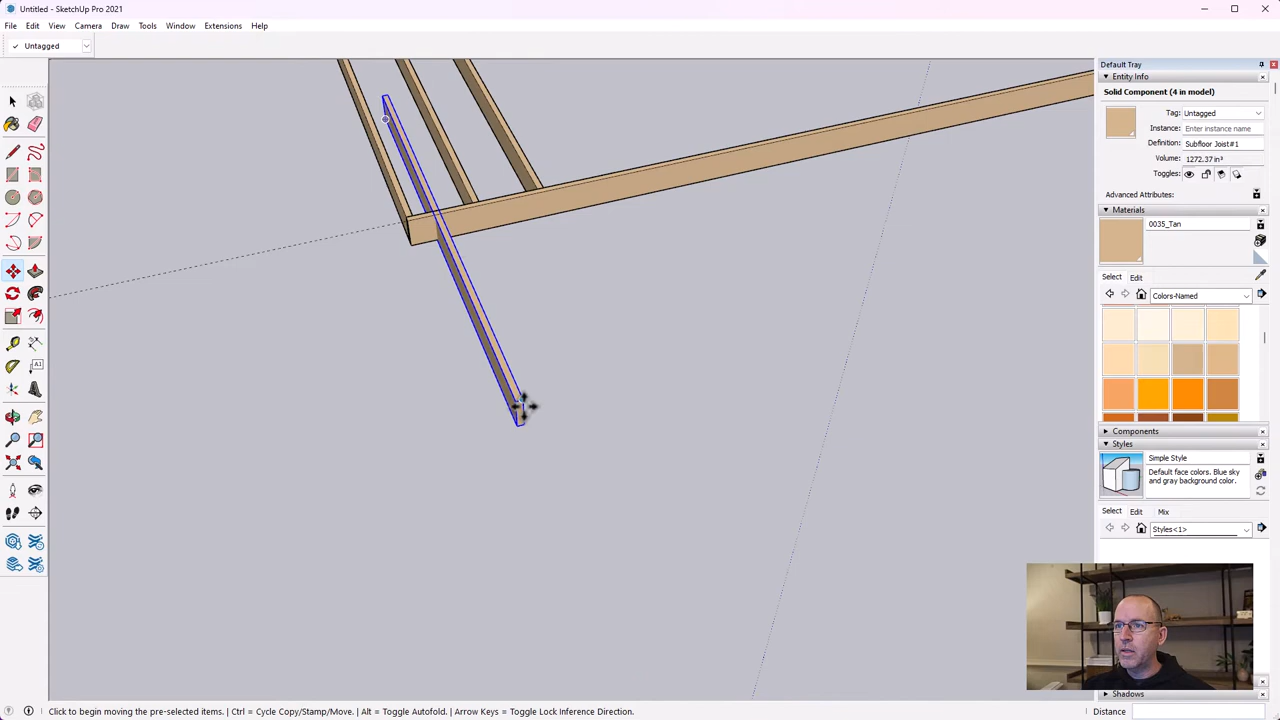 Untitled - SketchUp Pro 2021
File Edit View Camera Draw Tools Window Extensions Help
Untagged
Default Tray
Entity Info
Solid Component (4 in model)
Tag: Untagged
Instance: Enter instance name
Definition: Subfloor Joist#1
Volume: 1272.37 in³
Toggles:
Advanced Attributes:
Materials
0035_Tan
Select Edit
Colors-Named
Components
Styles
Simple Style
Default face colors. Blue sky
and gray background color.
Select Edit Mix
Styles<1>
Shadows
Click to begin moving the pre-selected items. | Ctrl = Cycle Copy/Stamp/Move. | Alt = Toggle Autofold. | Arrow Keys = Toggle Lock Inference Direction.
Distance